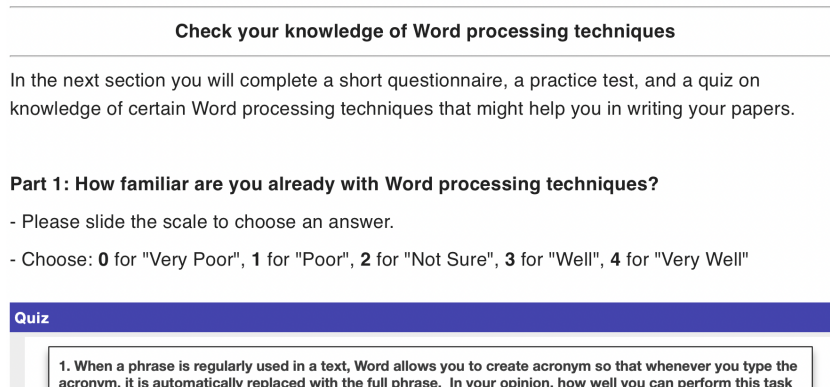 Check your knowledge of Word processing techniques
In the next section you will complete a short questionnaire, a practice test, and a quiz on
knowledge of certain Word processing techniques that might help you in writing your papers.
Part 1: How familiar are you already with Word processing techniques?
- Please slide the scale to choose an answer.
- Choose: 0 for "Very Poor", 1 for "Poor", 2 for "Not Sure", 3 for "Well", 4 for "Very Well"
Quiz
1. When a phrase is regularly used in a text, Word allows you to create acronym so that whenever you type the
acronym, it is automatically replaced with the full phrase. In your opinion, how well you can perform this task